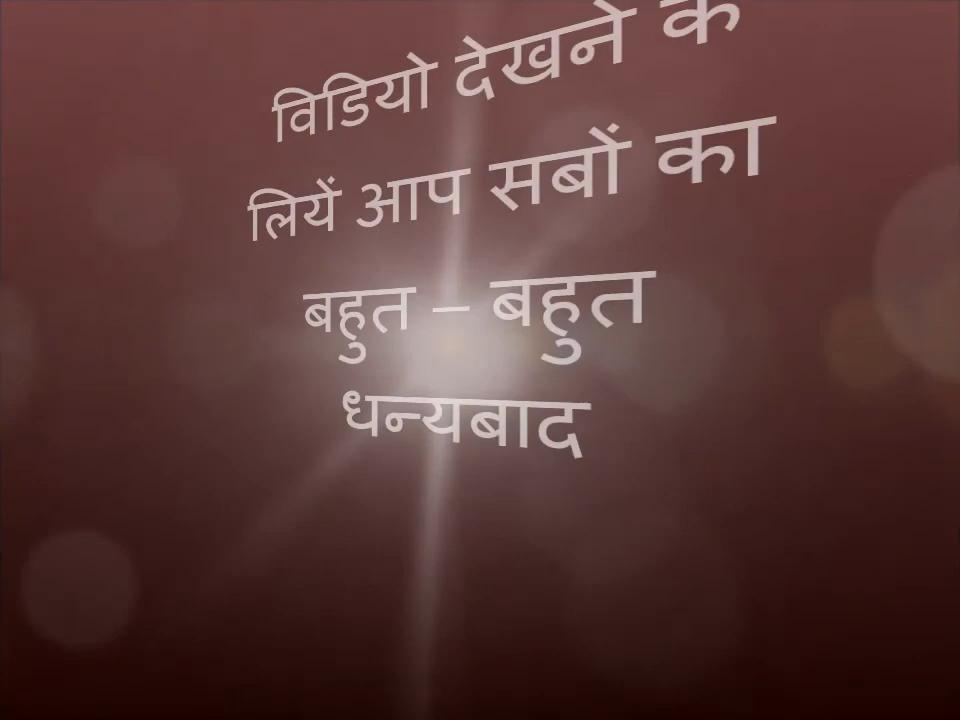 विडियो देखने के
लियें आप सबों का
बहुत – बहुत
धन्यबाद